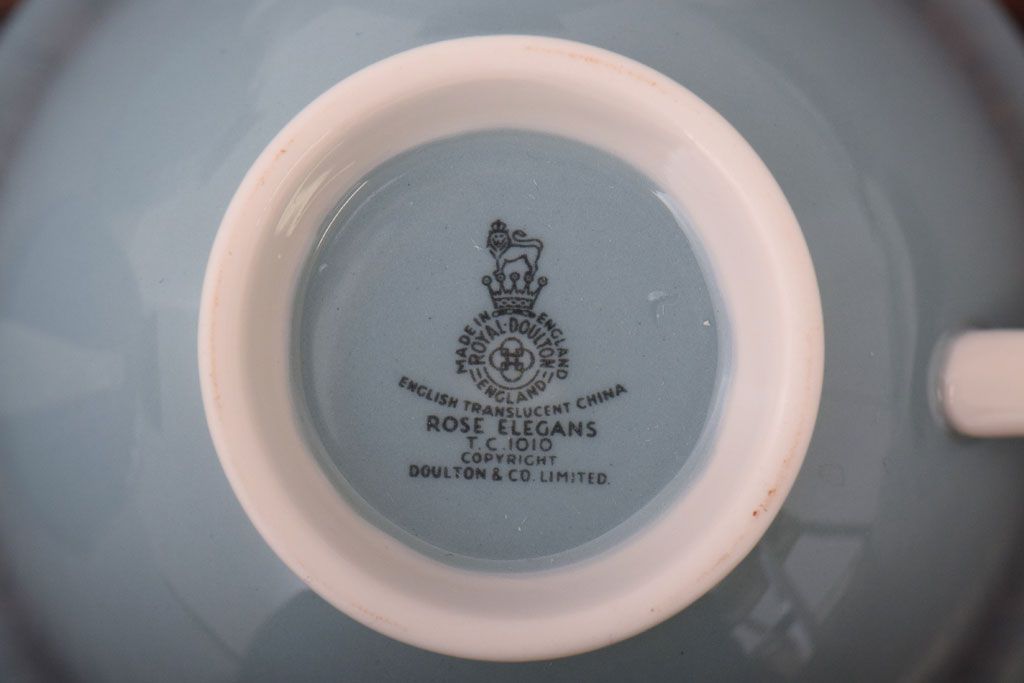 MADE IN ENGLAND
ROYAL·DOULTON
ENGLAND
ENGLISH TRANSLUCENT CHINA
ROSE ELEGANS
T.C.1010
COPYRIGHT
DOULTON & CO. LIMITED.